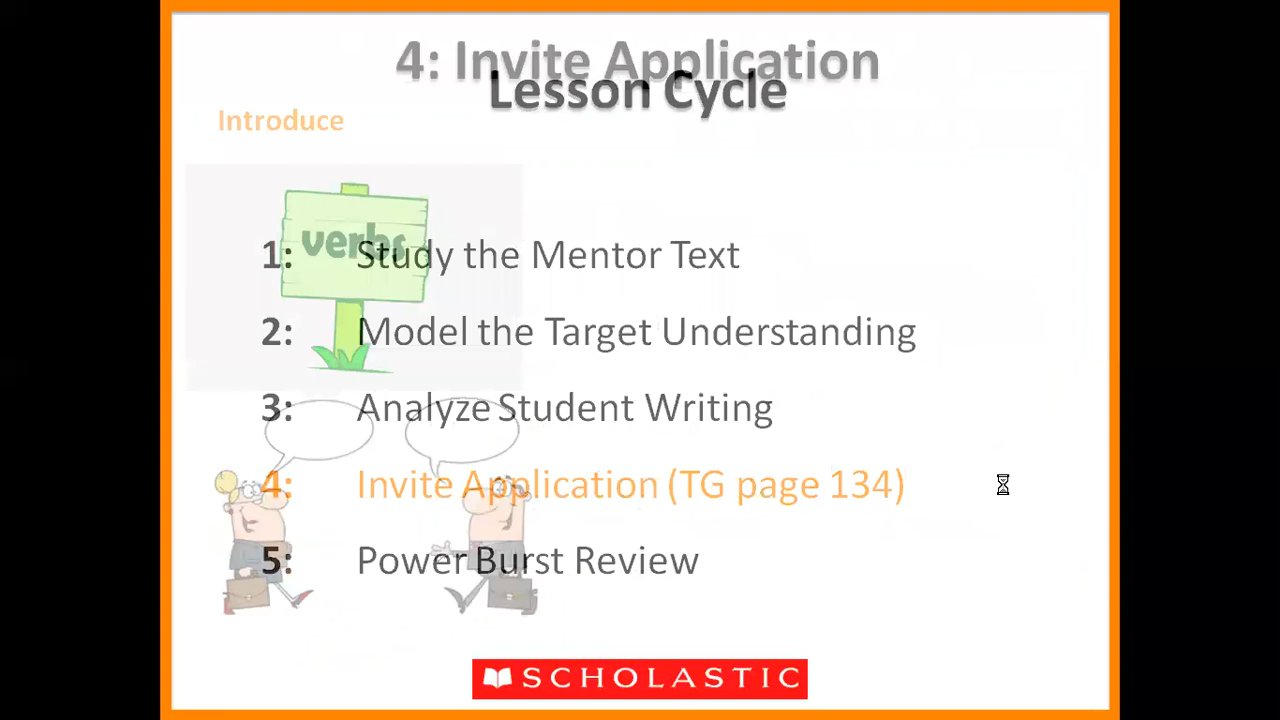 4: Invite Application
Lesson Cycle
Introduce
verbs
1: Study the Mentor Text
2: Model the Target Understanding
3: Analyze Student Writing
4: Invite Application (TG page 134)
5: Power Burst Review
SCHOLASTIC